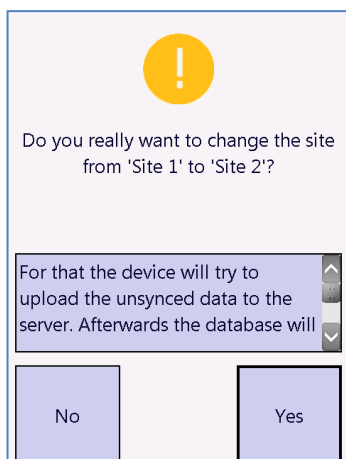 Do you really want to change the site
from 'Site 1' to 'Site 2'?
For that the device will try to
upload the unsynced data to the
server. Afterwards the database will
No
Yes